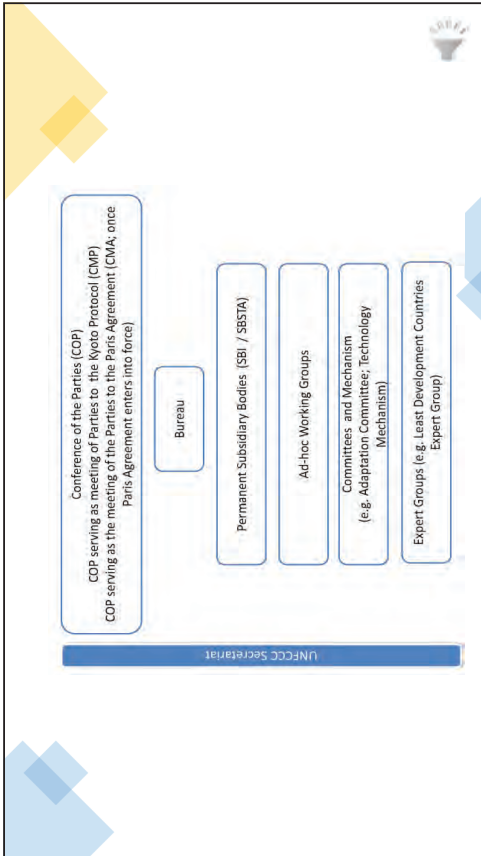 Conference of the Parties (COP)
COP serving as meeting of Parties to the Kyoto Protocol (CMP)
COP serving as the meeting of the Parties to the Paris Agreement (CMA; once
Paris Agreement enters into force)
Bureau
Permanent Subsidiary Bodies (SBI / SBSTA)
Ad-hoc Working Groups
Committees and Mechanism
(e.g. Adaptation Committee; Technology
Mechanism)
Expert Groups (e.g. Least Development Countries
Expert Group)
UNFCCC Secretariat